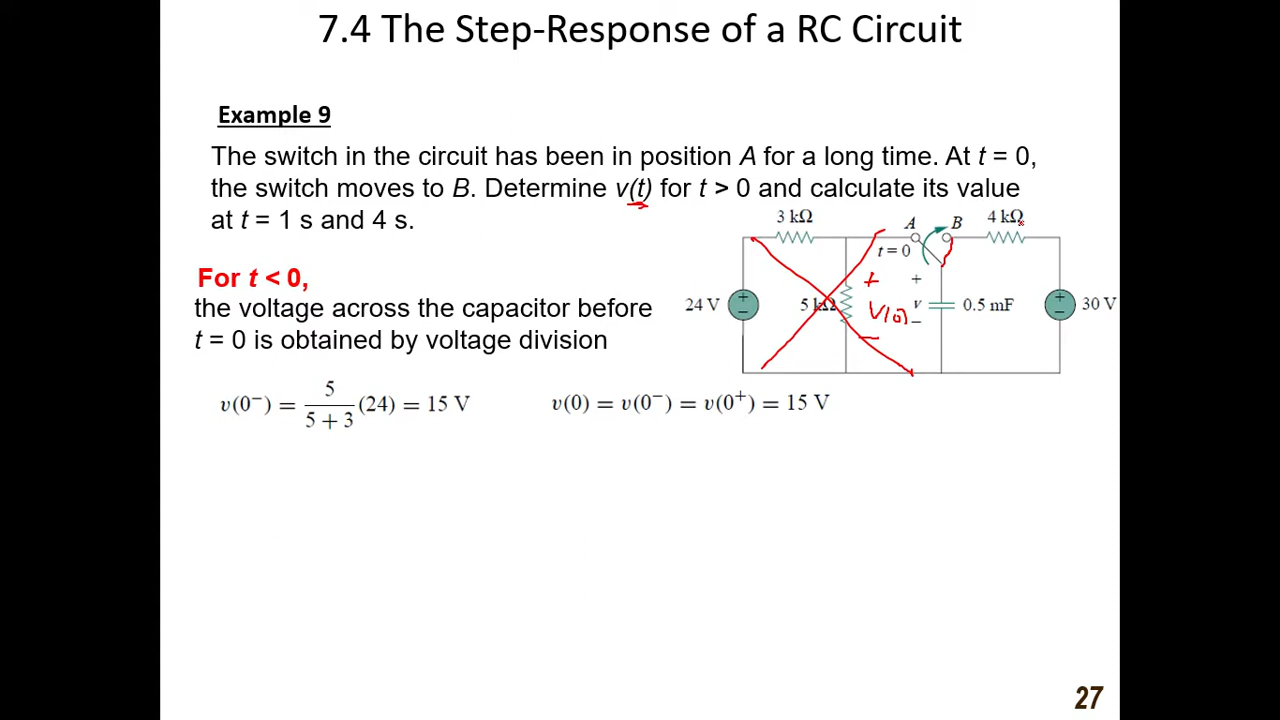 7.4 The Step-Response of a RC Circuit
Example 9
The switch in the circuit has been in position A for a long time. At t = 0,
the switch moves to B. Determine v(t) for t > 0 and calculate its value
at t = 1 s and 4 s.
3 kΩ
A
B
4 kΩ
t = 0
24 V
+
−
5 kΩ
+
V(0)
−
+
v
−
0.5 mF
+
−
30 V
For t < 0,
the voltage across the capacitor before
t = 0 is obtained by voltage division
v(0⁻) = 5/(5 + 3) (24) = 15 V
v(0) = v(0⁻) = v(0⁺) = 15 V
27